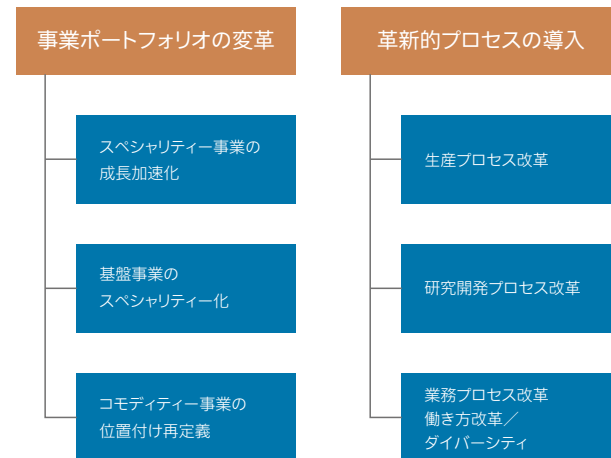 事業ポートフォリオの変革
スペシャリティー事業の
成長加速化
基盤事業の
スペシャリティー化
コモディティー事業の
位置付け再定義
革新的プロセスの導入
生産プロセス改革
研究開発プロセス改革
業務プロセス改革
働き方改革／
ダイバーシティ